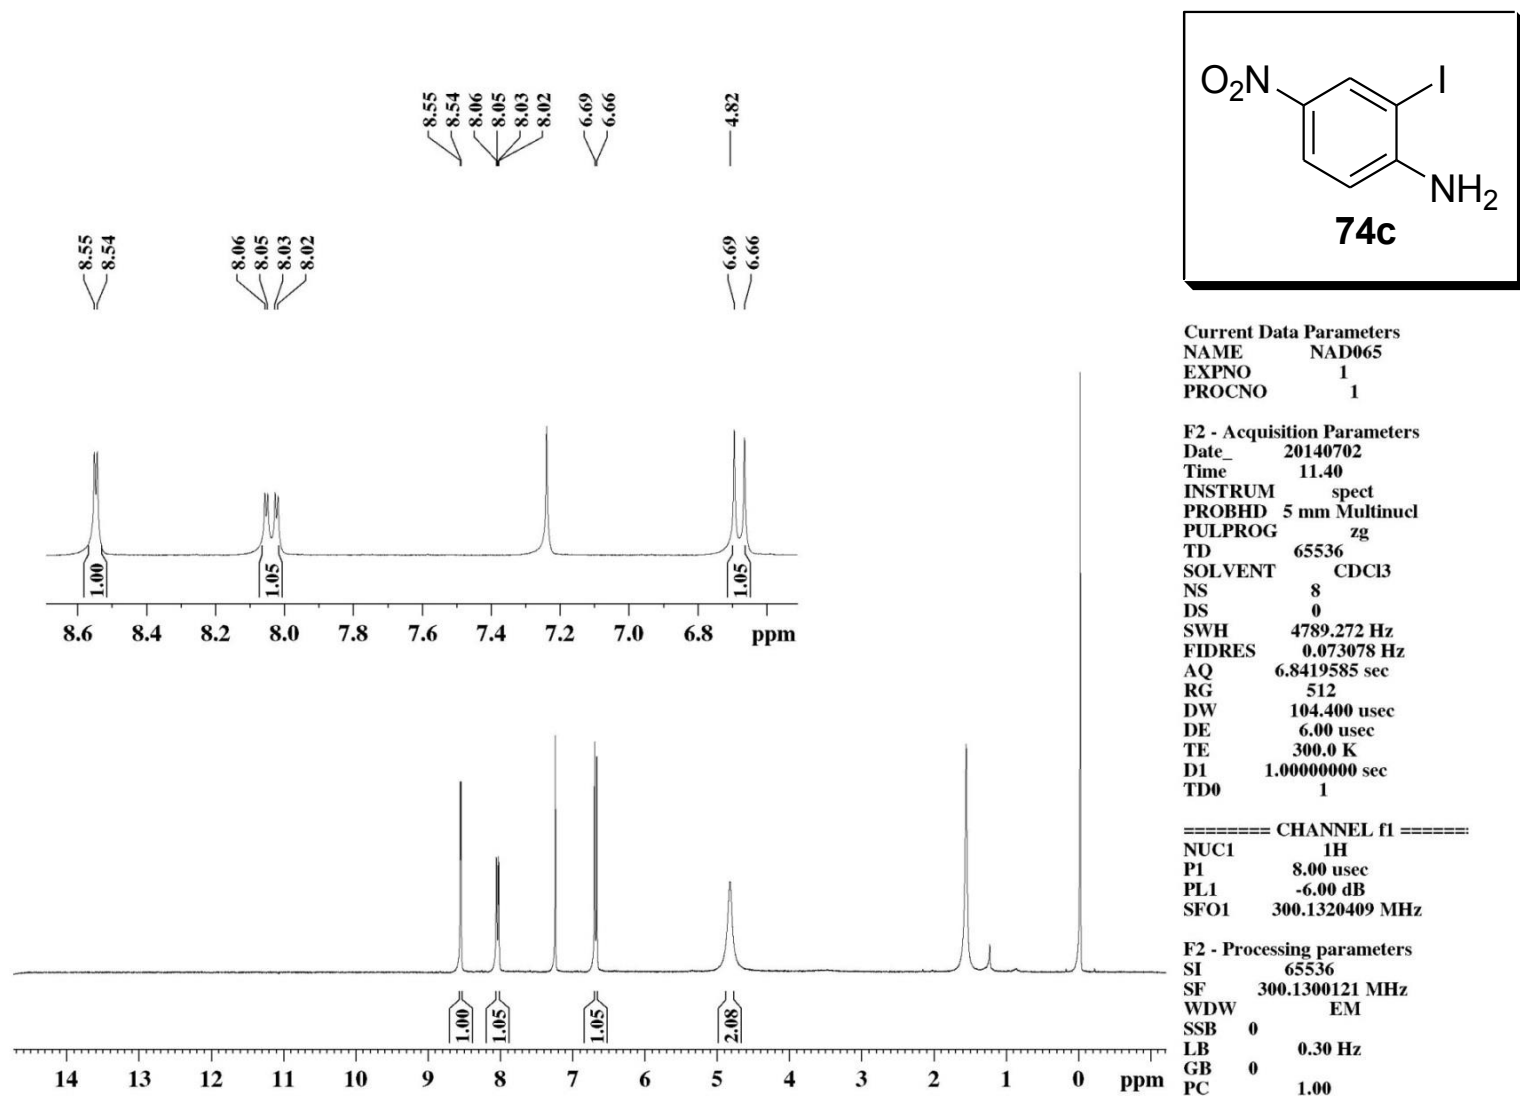 8.55
8.54
8.06
8.05
8.03
8.02
6.69
6.66
4.82
8.55
8.54
8.06
8.05
8.03
8.02
6.69
6.66
1.00
1.05
1.05
8.6 8.4 8.2 8.0 7.8 7.6 7.4 7.2 7.0 6.8 ppm
1.00
1.05
1.05
2.08
14 13 12 11 10 9 8 7 6 5 4 3 2 1 0 ppm
O2N
I
NH2
74c
Current Data Parameters
NAME NAD065
EXPNO 1
PROCNO 1
F2 - Acquisition Parameters
Date_ 20140702
Time 11.40
INSTRUM spect
PROBHD 5 mm Multinucl
PULPROG zg
TD 65536
SOLVENT CDCl3
NS 8
DS 0
SWH 4789.272 Hz
FIDRES 0.073078 Hz
AQ 6.8419585 sec
RG 512
DW 104.400 usec
DE 6.00 usec
TE 300.0 K
D1 1.00000000 sec
TD0 1
======== CHANNEL f1 ======
NUC1 1H
P1 8.00 usec
PL1 -6.00 dB
SFO1 300.1320409 MHz
F2 - Processing parameters
SI 65536
SF 300.1300121 MHz
WDW EM
SSB 0
LB 0.30 Hz
GB 0
PC 1.00